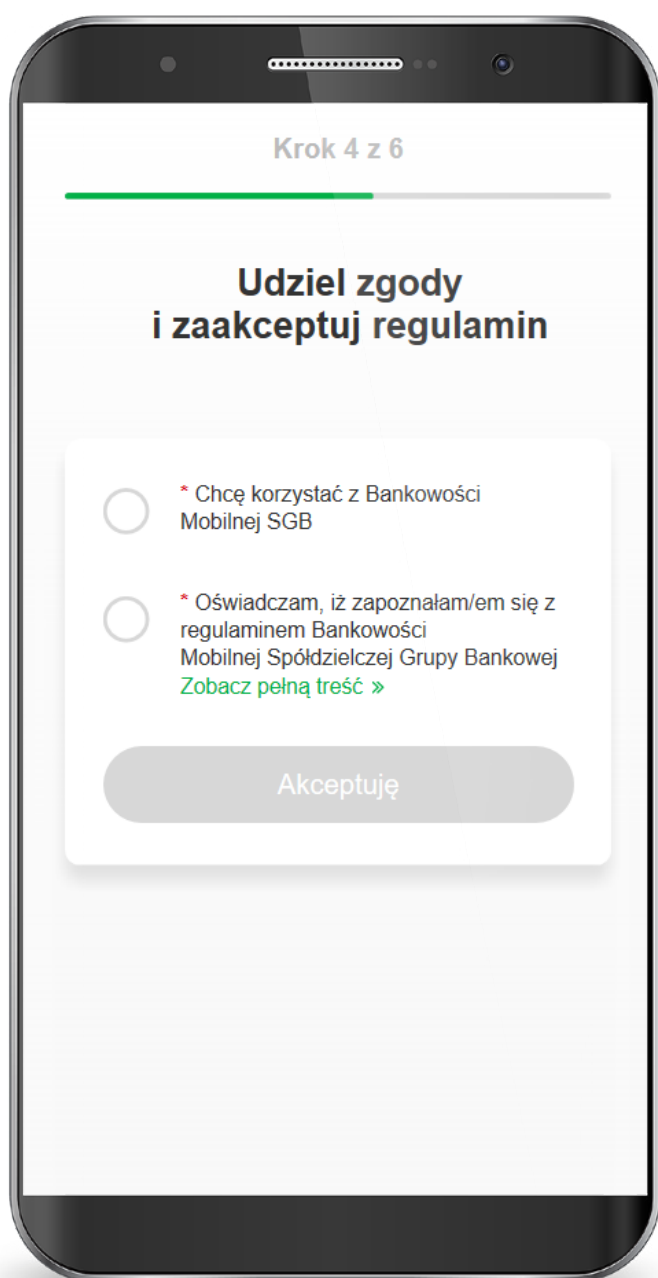 Krok 4 z 6
Udziel zgody
i zaakceptuj regulamin
* Chcę korzystać z Bankowości
Mobilnej SGB
* Oświadczam, iż zapoznałam/em się z
regulaminem Bankowości
Mobilnej Spółdzielczej Grupy Bankowej
Zobacz pełną treść »
Akceptuję